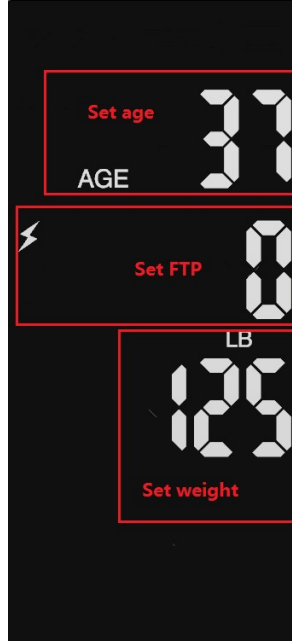 Set age 37
AGE
Set FTP 0
LB
125
Set weight